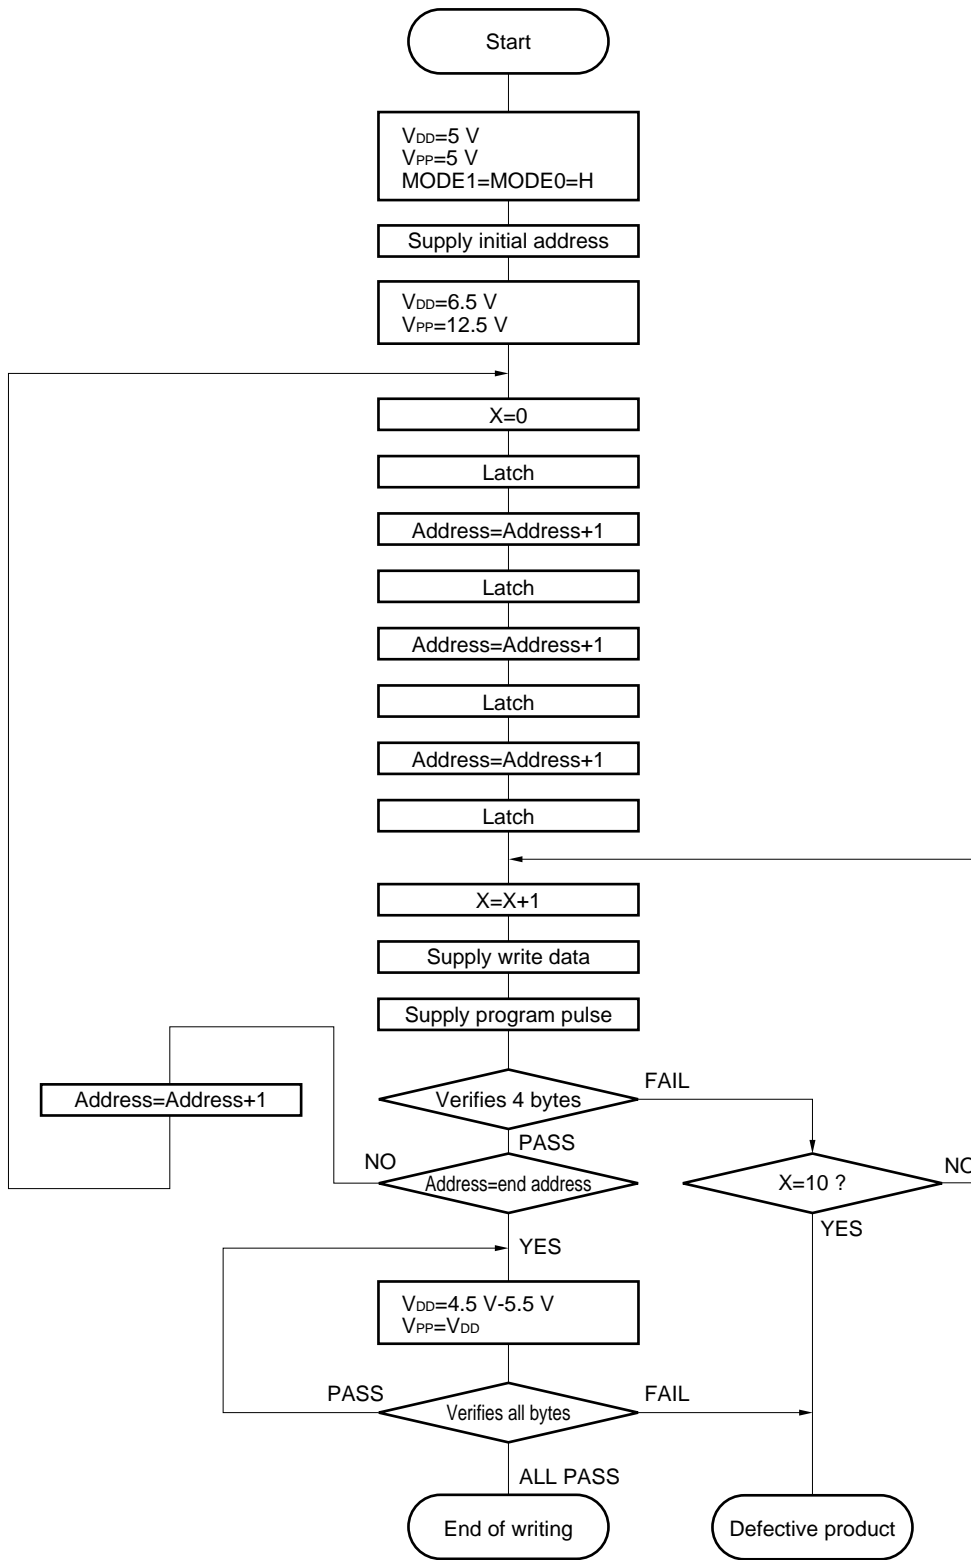 Start
VDD=5 V
VPP=5 V
MODE1=MODE0=H
Supply initial address
VDD=6.5 V
VPP=12.5 V
X=0
Latch
Address=Address+1
Latch
Address=Address+1
Latch
Address=Address+1
Latch
X=X+1
Supply write data
Supply program pulse
Address=Address+1
Verifies 4 bytes
FAIL
PASS
NO
Address=end address
X=10 ?
NO
YES
YES
VDD=4.5 V-5.5 V
VPP=VDD
PASS
Verifies all bytes
FAIL
ALL PASS
End of writing
Defective product